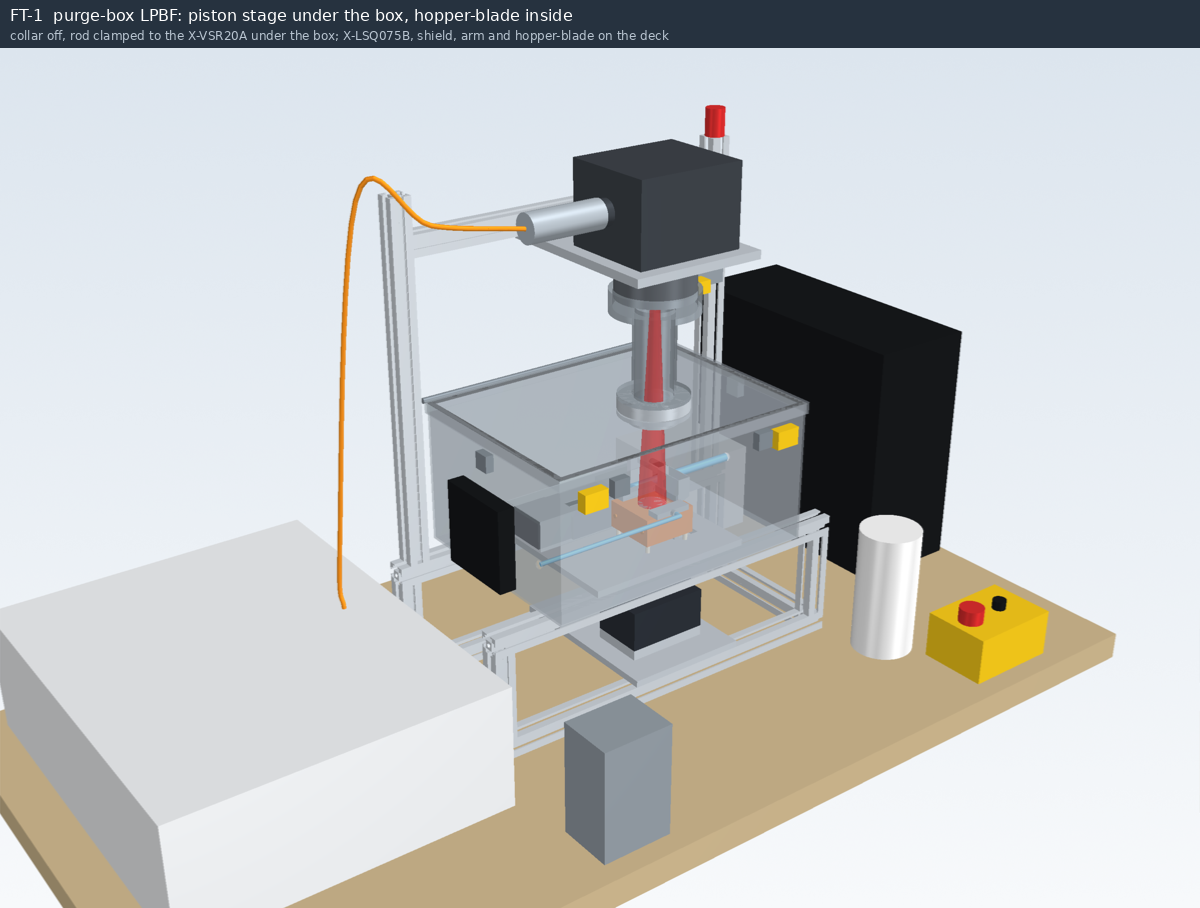 FT-1  purge-box LPBF: piston stage under the box, hopper-blade inside
collar off, rod clamped to the X-VSR20A under the box; X-LSQ075B, shield, arm and hopper-blade on the deck